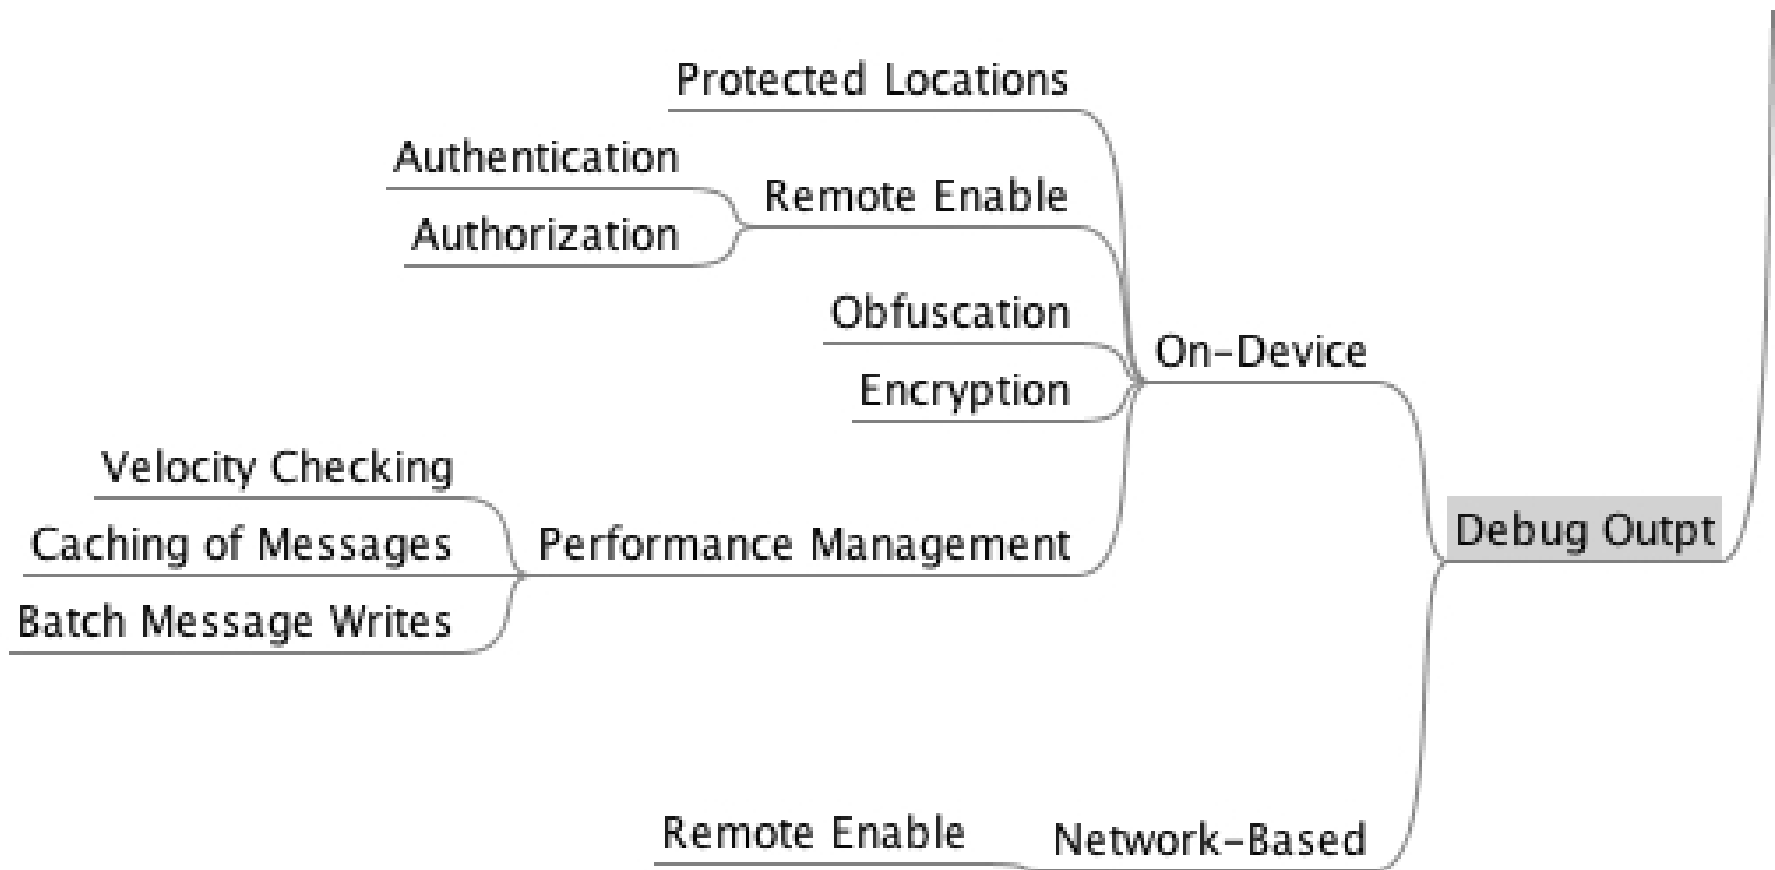 Protected Locations
Authentication
Remote Enable
Authorization
Obfuscation
On-Device
Encryption
Velocity Checking
Debug Outpt
Caching of Messages
Performance Management
Batch Message Writes
Remote Enable
Network-Based